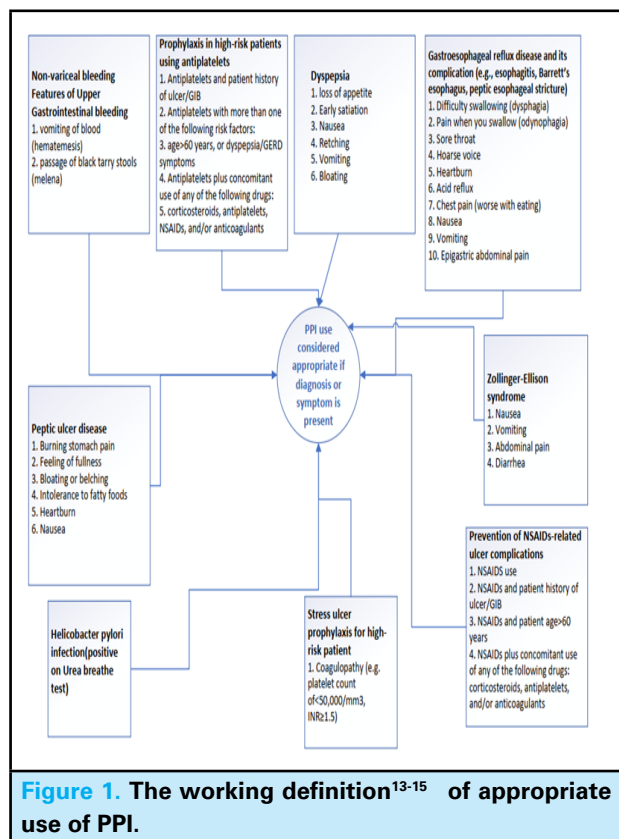 Non-variceal bleeding
Features of Upper
Gastrointestinal bleeding
1. vomiting of blood
(hematemesis)
2. passage of black tarry stools
(melena)
Prophylaxis in high-risk patients
using antiplatelets
1. Antiplatelets and patient history
of ulcer/GIB
2. Antiplatelets with more than one
of the following risk factors:
3. age>60 years, or dyspepsia/GERD
symptoms
4. Antiplatelets plus concomitant
use of any of the following drugs:
5. corticosteroids, antiplatelets,
NSAIDs, and/or anticoagulants
Dyspepsia
1. loss of appetite
2. Early satiation
3. Nausea
4. Retching
5. Vomiting
6. Bloating
Gastroesophageal reflux disease and its
complication (e.g., esophagitis, Barrett's
esophagus, peptic esophageal stricture)
1. Difficulty swallowing (dysphagia)
2. Pain when you swallow (odynophagia)
3. Sore throat
4. Hoarse voice
5. Heartburn
6. Acid reflux
7. Chest pain (worse with eating)
8. Nausea
9. Vomiting
10. Epigastric abdominal pain
PPI use
considered
appropriate if
diagnosis or
symptom is
present
Zollinger-Ellison
syndrome
1. Nausea
2. Vomiting
3. Abdominal pain
4. Diarrhea
Peptic ulcer disease
1. Burning stomach pain
2. Feeling of fullness
3. Bloating or belching
4. Intolerance to fatty foods
5. Heartburn
6. Nausea
Prevention of NSAIDs-related
ulcer complications
1. NSAIDS use
2. NSAIDs and patient history of
ulcer/GIB
3. NSAIDs and patient age>60
years
4. NSAIDs plus concomitant use
of any of the following drugs:
corticosteroids, antiplatelets,
and/or anticoagulants
Helicobacter pylori
infection(positive
on Urea breathe
test)
Stress ulcer
prophylaxis for high-
risk patient
1. Coagulopathy (e.g.
platelet count
of<50,000/mm3,
INR≥1.5)
Figure 1. The working definition¹³⁻¹⁵ of appropriate
use of PPI.